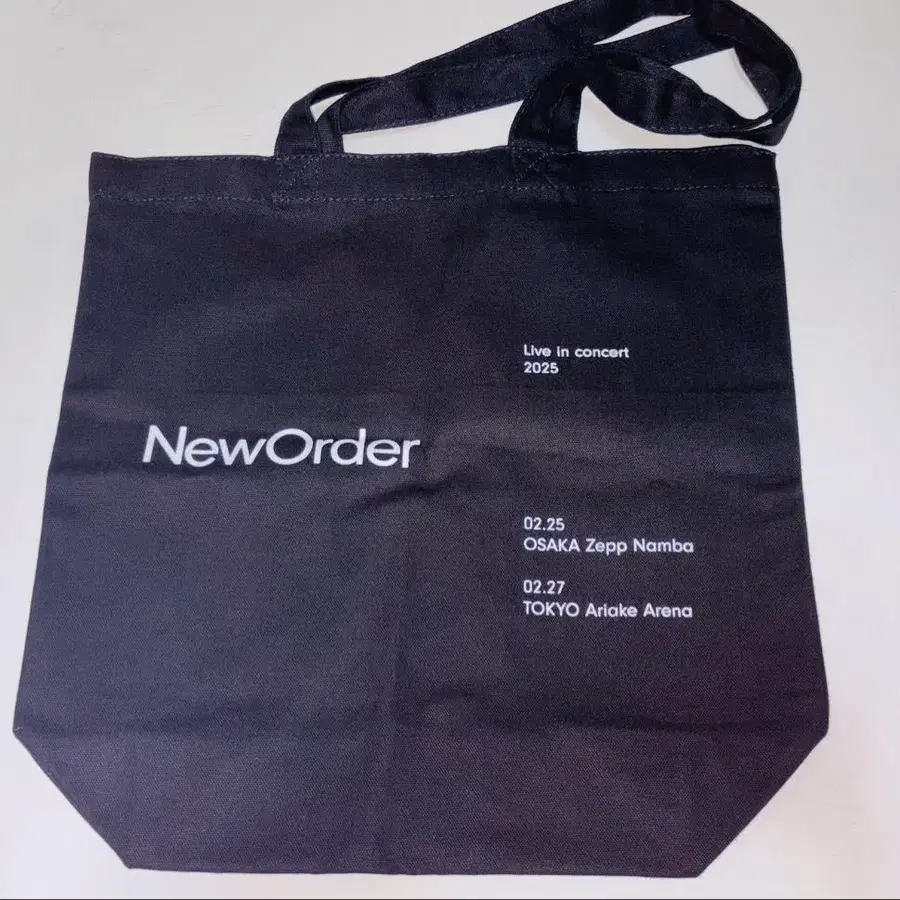 Live in concert
2025
NewOrder
02.25
OSAKA Zepp Namba
02.27
TOKYO Ariake Arena